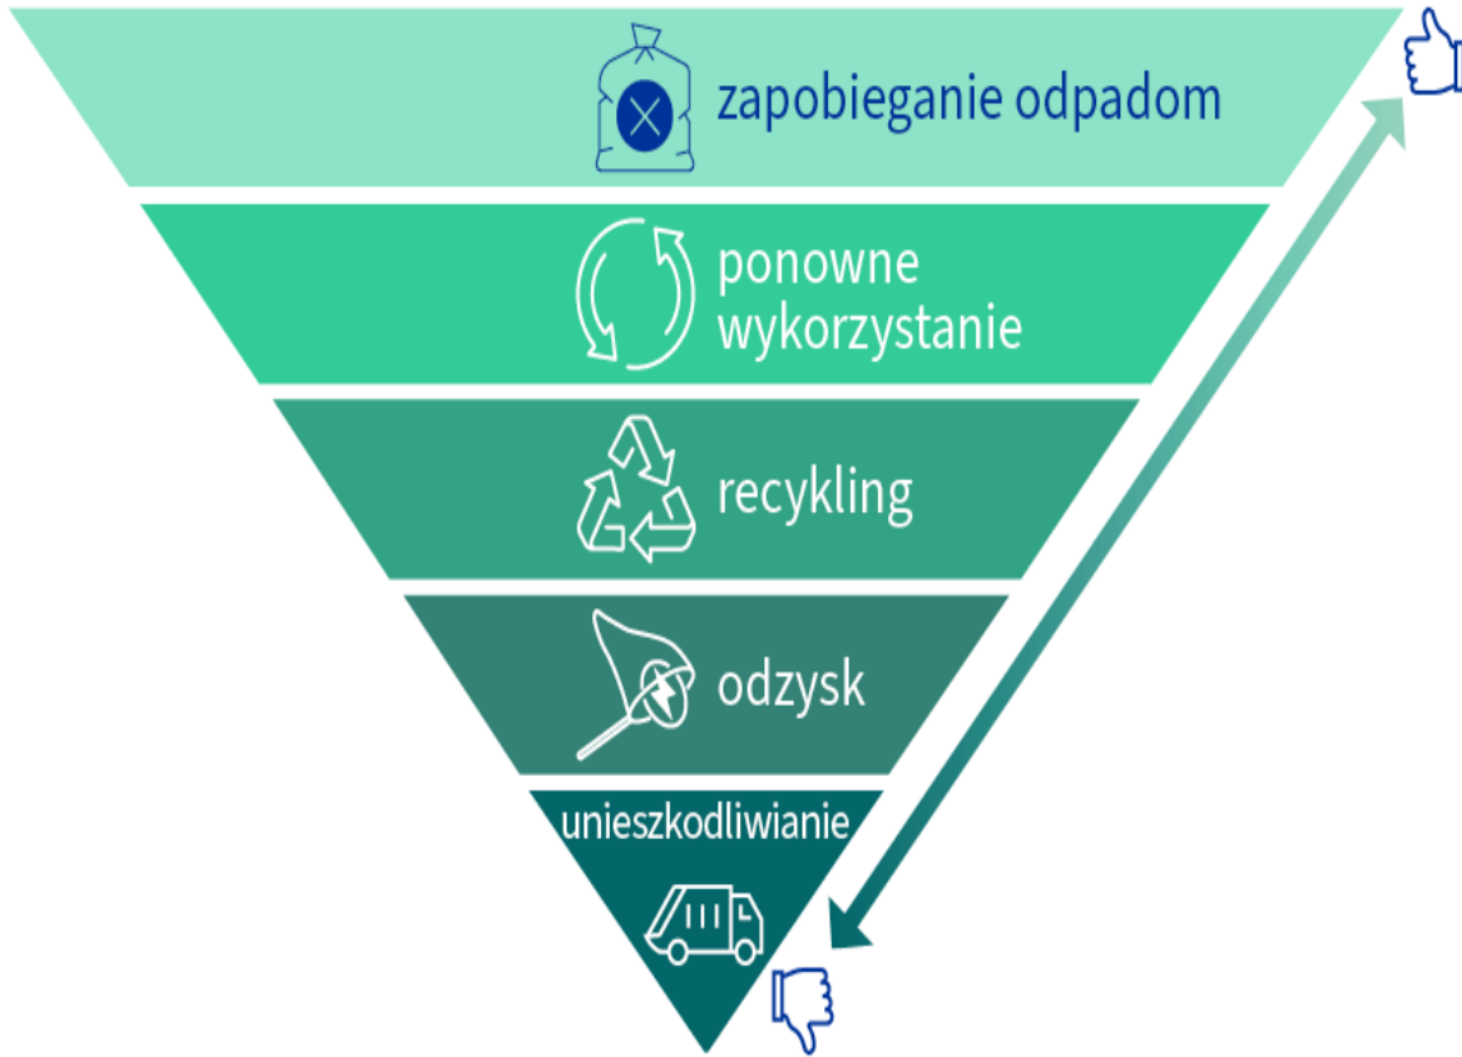 zapobieganie odpadom
ponowne
wykorzystanie
recykling
odzysk
unieszkodliwianie